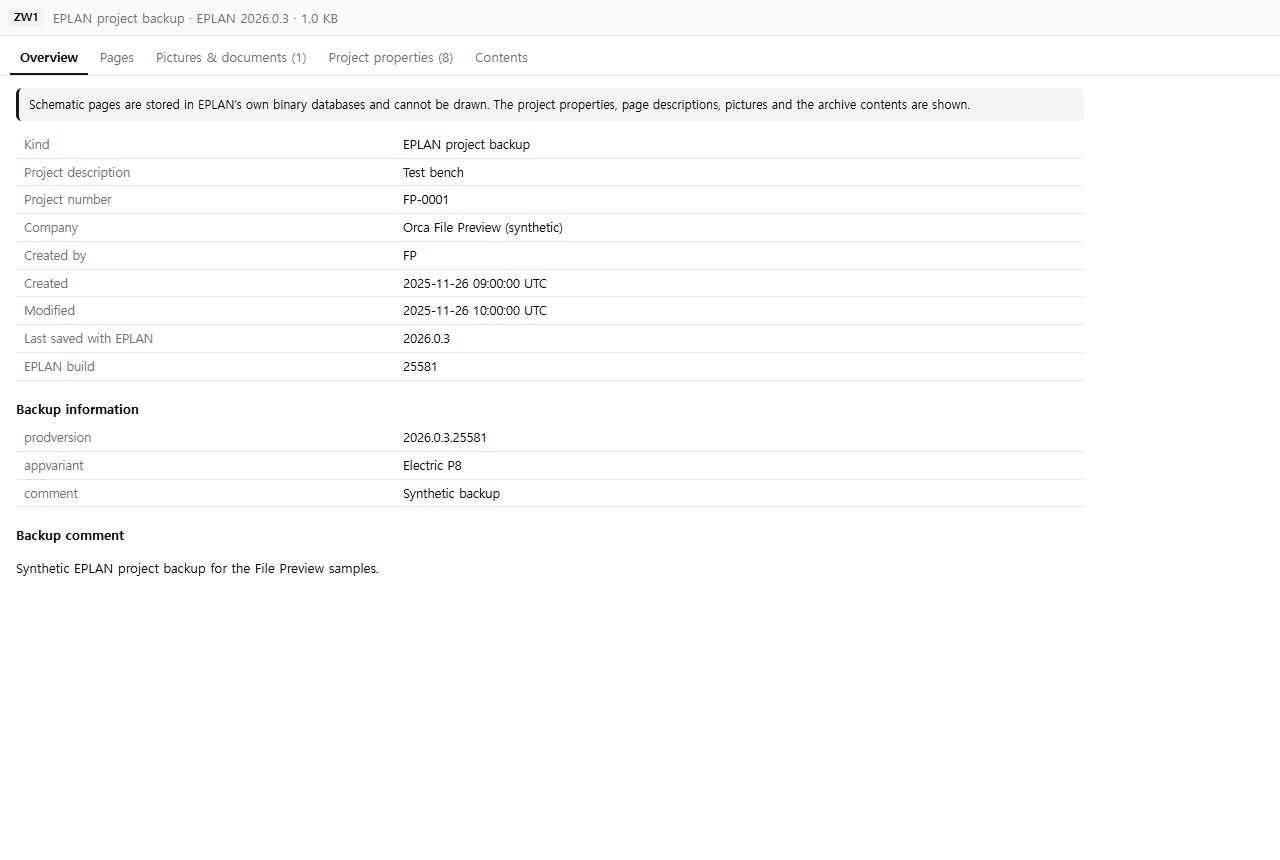 ZW1 EPLAN project backup · EPLAN 2026.0.3 · 1.0 KB
Overview Pages Pictures & documents (1) Project properties (8) Contents
Schematic pages are stored in EPLAN's own binary databases and cannot be drawn. The project properties, page descriptions, pictures and the archive contents are shown.
Kind EPLAN project backup
Project description Test bench
Project number FP-0001
Company Orca File Preview (synthetic)
Created by FP
Created 2025-11-26 09:00:00 UTC
Modified 2025-11-26 10:00:00 UTC
Last saved with EPLAN 2026.0.3
EPLAN build 25581
Backup information
prodversion 2026.0.3.25581
appvariant Electric P8
comment Synthetic backup
Backup comment
Synthetic EPLAN project backup for the File Preview samples.